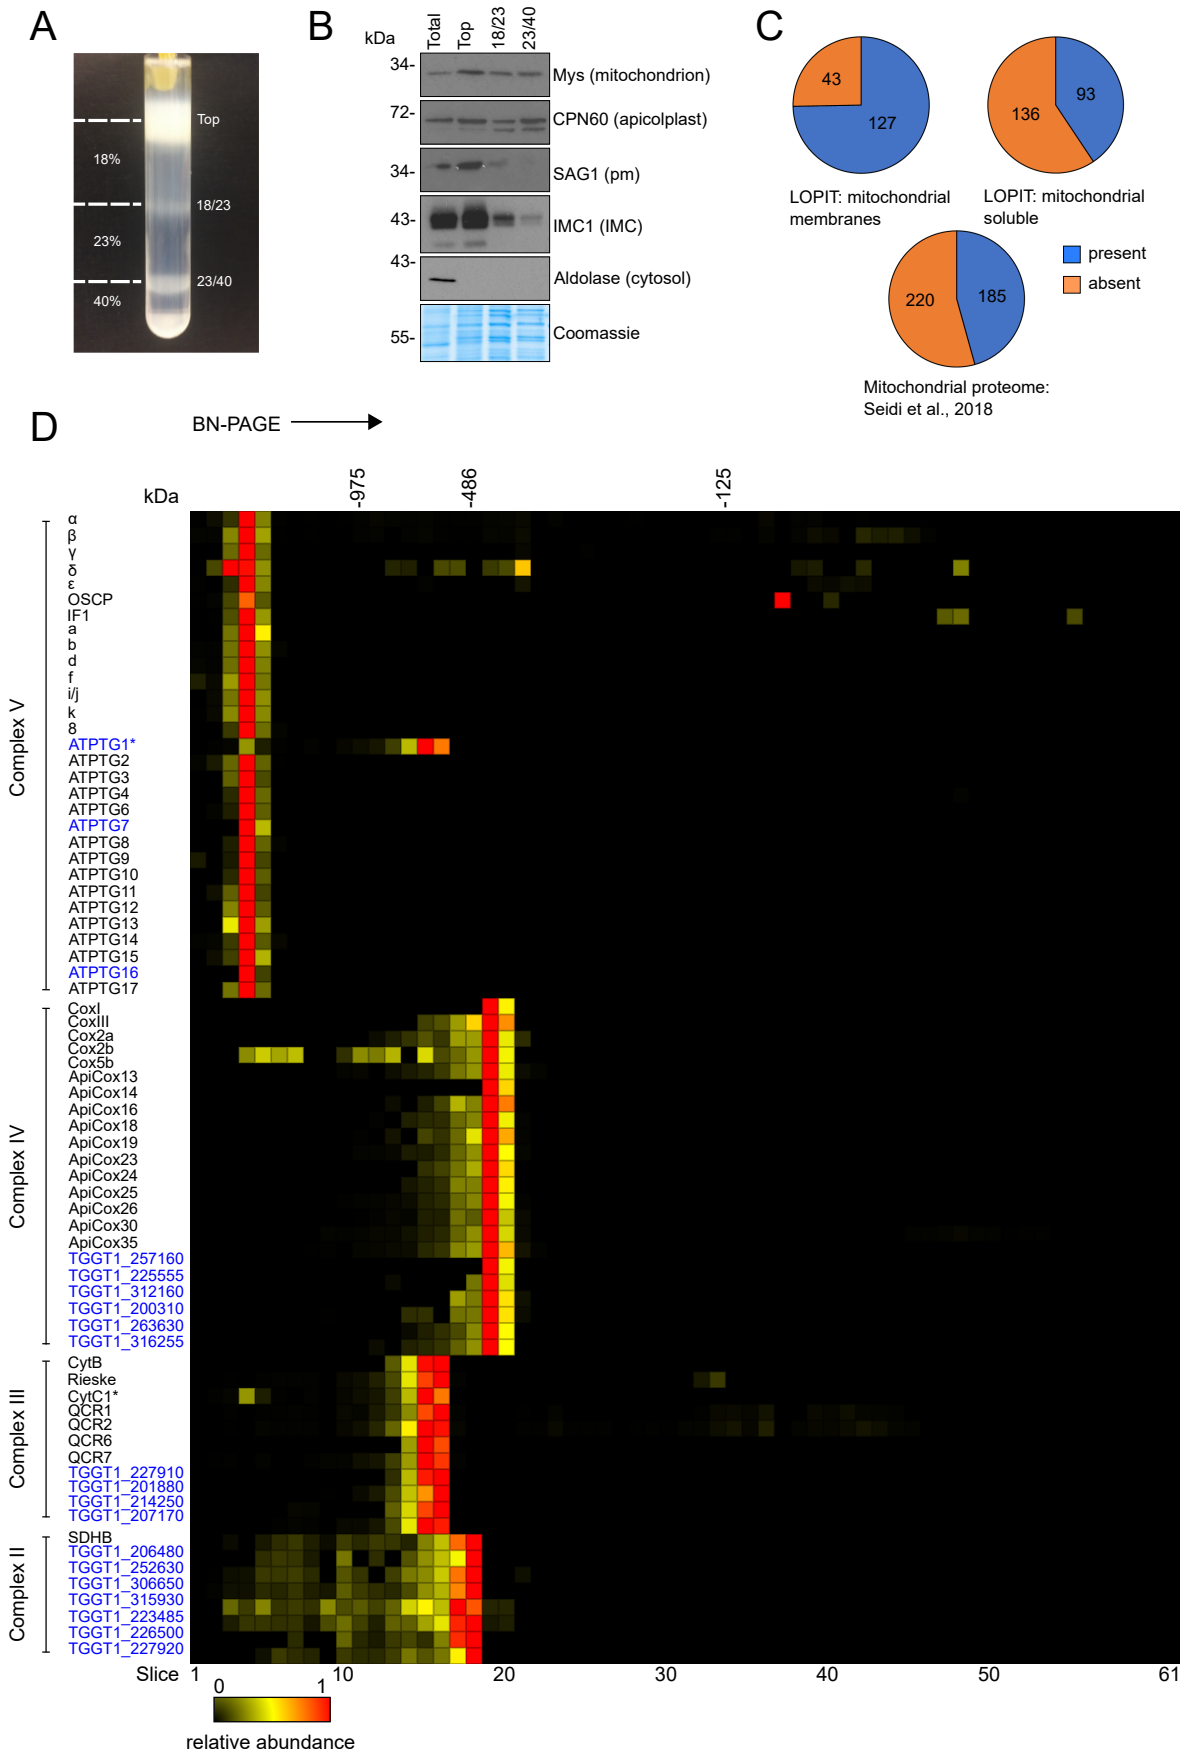 A
Top
18%
18/23
23%
23/40
40%
B
kDa
Total
Top
18/23
23/40
34-
Mys (mitochondrion)
72-
CPN60 (apicolplast)
34-
SAG1 (pm)
43-
IMC1 (IMC)
43-
Aldolase (cytosol)
55-
Coomassie
C
43
127
LOPIT: mitochondrial
membranes
136
93
LOPIT: mitochondrial
soluble
220
185
Mitochondrial proteome:
Seidi et al., 2018
present
absent
D
BN-PAGE
kDa
-975
-486
-125
Complex V
α
β
γ
δ
ε
OSCP
IF1
a
b
d
f
i/j
k
8
ATPTG1*
ATPTG2
ATPTG3
ATPTG4
ATPTG6
ATPTG7
ATPTG8
ATPTG9
ATPTG10
ATPTG11
ATPTG12
ATPTG13
ATPTG14
ATPTG15
ATPTG16
ATPTG17
Complex IV
CoxI
CoxIII
Cox2a
Cox2b
Cox5b
ApiCox13
ApiCox14
ApiCox16
ApiCox18
ApiCox19
ApiCox23
ApiCox24
ApiCox25
ApiCox26
ApiCox30
ApiCox35
TGGT1_257160
TGGT1_225555
TGGT1_312160
TGGT1_200310
TGGT1_263630
TGGT1_316255
Complex III
CytB
Rieske
CytC1*
QCR1
QCR2
QCR6
QCR7
TGGT1_227910
TGGT1_201880
TGGT1_214250
TGGT1_207170
Complex II
SDHB
TGGT1_206480
TGGT1_252630
TGGT1_306650
TGGT1_315930
TGGT1_223485
TGGT1_226500
TGGT1_227920
Slice 1 10 20 30 40 50 61
0 1
relative abundance